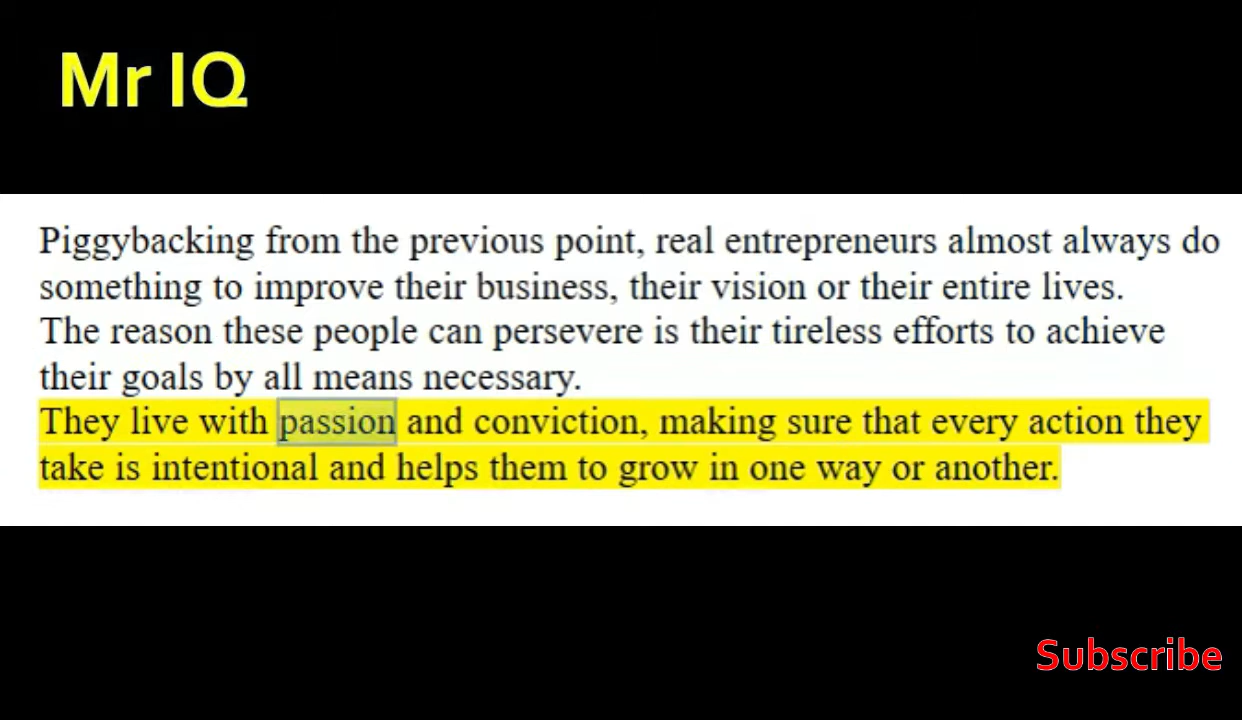 Mr IQ
Piggybacking from the previous point, real entrepreneurs almost always do
something to improve their business, their vision or their entire lives.
The reason these people can persevere is their tireless efforts to achieve
their goals by all means necessary.
They live with passion and conviction, making sure that every action they
take is intentional and helps them to grow in one way or another.
Subscribe